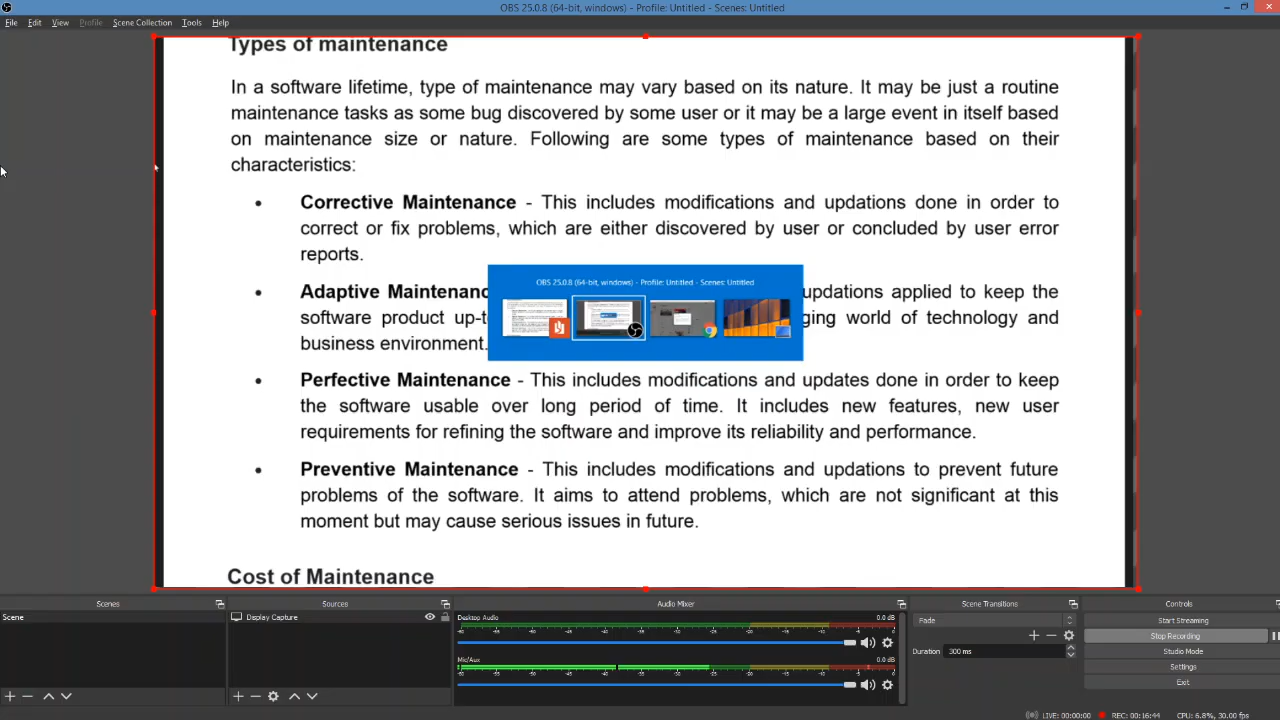 OBS 25.0.8 (64-bit, windows) - Profile: Untitled - Scenes: Untitled
File Edit View Profile Scene Collection Tools Help
Types of maintenance
In a software lifetime, type of maintenance may vary based on its nature. It may be just a routine
maintenance tasks as some bug discovered by some user or it may be a large event in itself based
on maintenance size or nature. Following are some types of maintenance based on their
characteristics:
• Corrective Maintenance - This includes modifications and updations done in order to
correct or fix problems, which are either discovered by user or concluded by user error
reports.
OBS 25.0.8 (64-bit, windows) - Profile: Untitled - Scenes: Untitled
• Adaptive Maintenanc updations applied to keep the
software product up-t ging world of technology and
business environment.
• Perfective Maintenance - This includes modifications and updates done in order to keep
the software usable over long period of time. It includes new features, new user
requirements for refining the software and improve its reliability and performance.
• Preventive Maintenance - This includes modifications and updations to prevent future
problems of the software. It aims to attend problems, which are not significant at this
moment but may cause serious issues in future.
Cost of Maintenance
Scenes Sources Audio Mixer Scene Transitions Controls
Scene
Display Capture
Desktop Audio 0.0 dB
Mic/Aux 0.0 dB
Fade
Duration 300 ms
Start Streaming
Stop Recording
Studio Mode
Settings
Exit
LIVE: 00:00:00 REC: 00:16:44 CPU: 6.8%, 30.00 fps